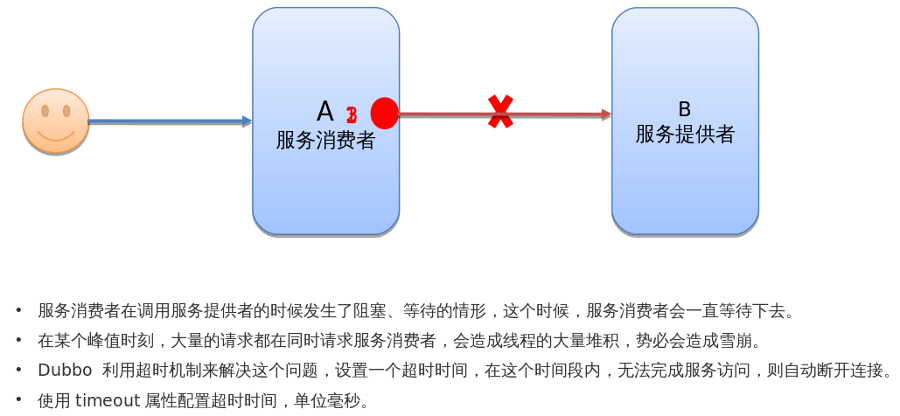 A
服务消费者
B
服务提供者
• 服务消费者在调用服务提供者的时候发生了阻塞、等待的情形，这个时候，服务消费者会一直等待下去。
• 在某个峰值时刻，大量的请求都在同时请求服务消费者，会造成线程的大量堆积，势必会造成雪崩。
• Dubbo 利用超时机制来解决这个问题，设置一个超时时间，在这个时间段内，无法完成服务访问，则自动断开连接。
• 使用 timeout 属性配置超时时间，单位毫秒。